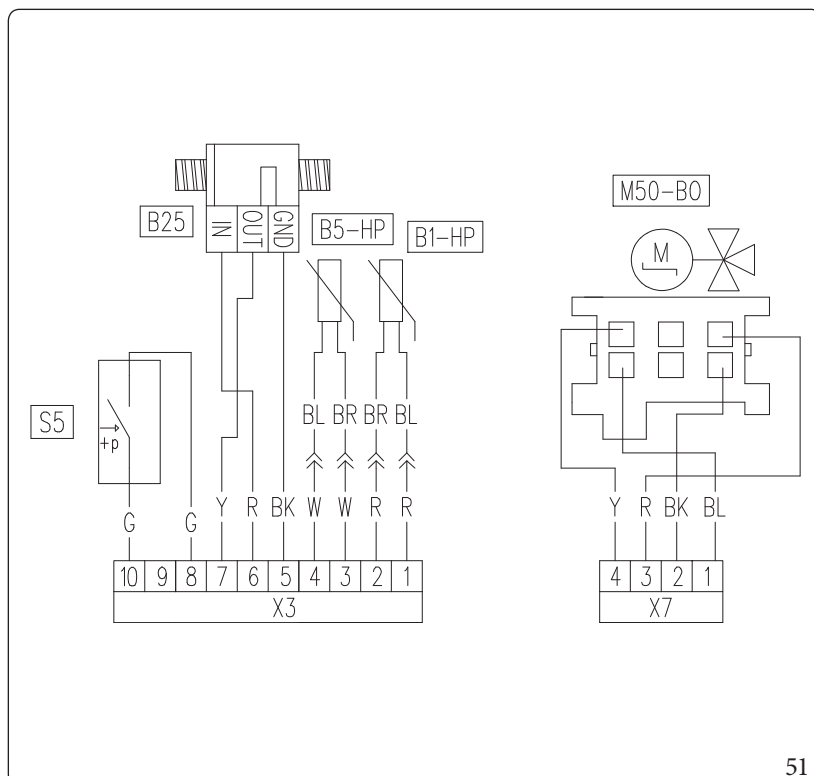 M50-B0
B25
IN
OUT
GND
B5-HP
B1-HP
M
S5
+p
BL BR BR BL
G G Y R BK W W R R
Y R BK BL
10 9 8 7 6 5 4 3 2 1
4 3 2 1
X3
X7
51